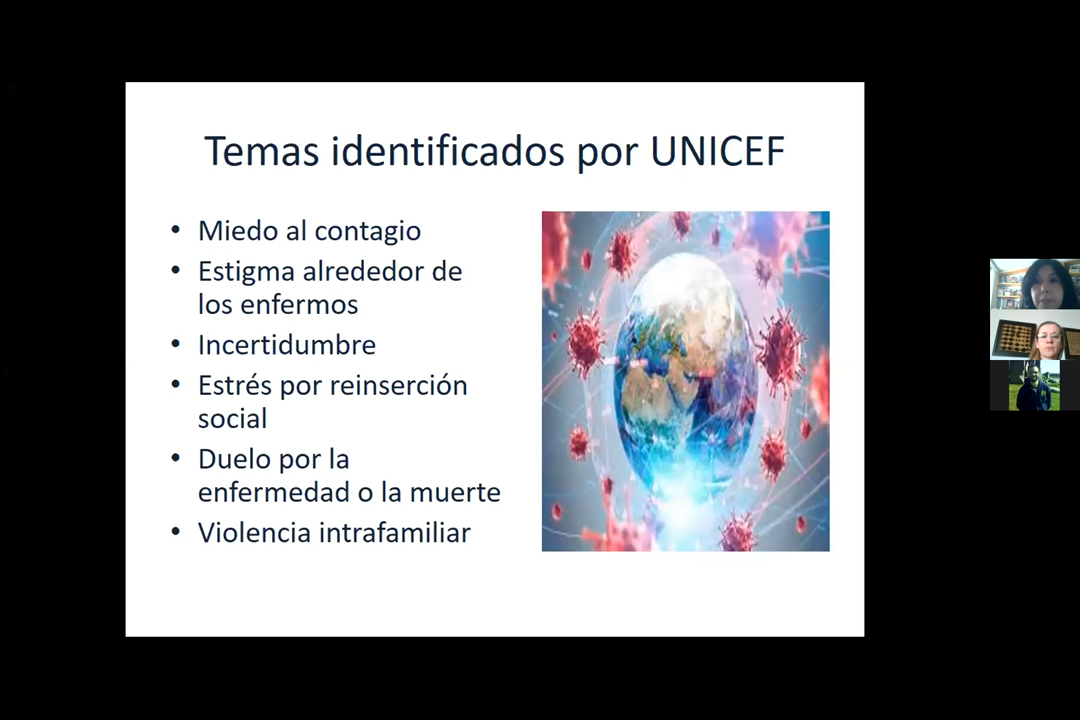 Temas identificados por UNICEF
• Miedo al contagio
• Estigma alrededor de
los enfermos
• Incertidumbre
• Estrés por reinserción
social
• Duelo por la
enfermedad o la muerte
• Violencia intrafamiliar